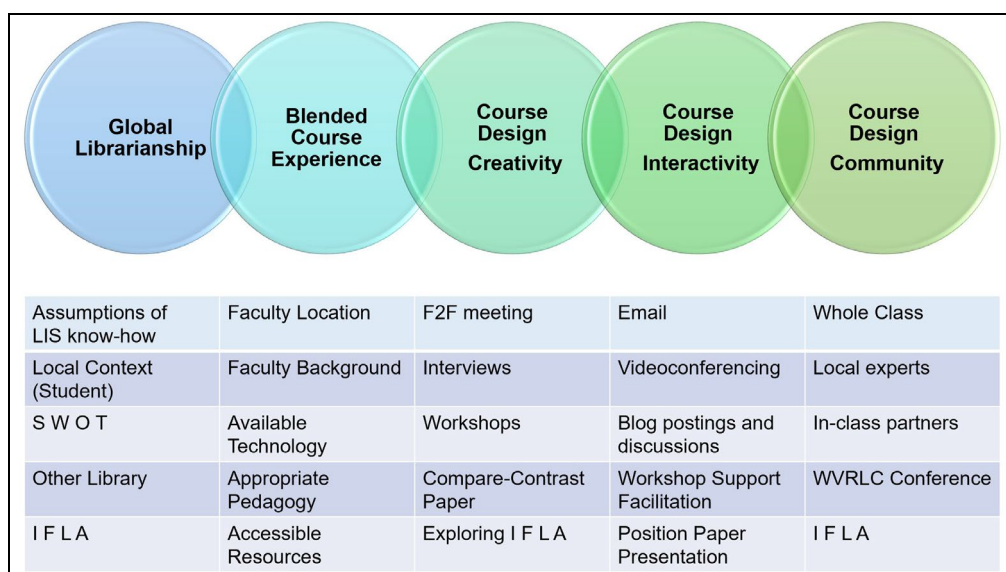 Global
Librarianship
Blended
Course
Experience
Course
Design
Creativity
Course
Design
Interactivity
Course
Design
Community
Assumptions of
LIS know-how
Faculty Location
F2F meeting
Email
Whole Class
Local Context
(Student)
Faculty Background
Interviews
Videoconferencing
Local experts
S W O T
Available
Technology
Workshops
Blog postings and
discussions
In-class partners
Other Library
Appropriate
Pedagogy
Compare-Contrast
Paper
Workshop Support
Facilitation
WVRLC Conference
I F L A
Accessible
Resources
Exploring I F L A
Position Paper
Presentation
I F L A